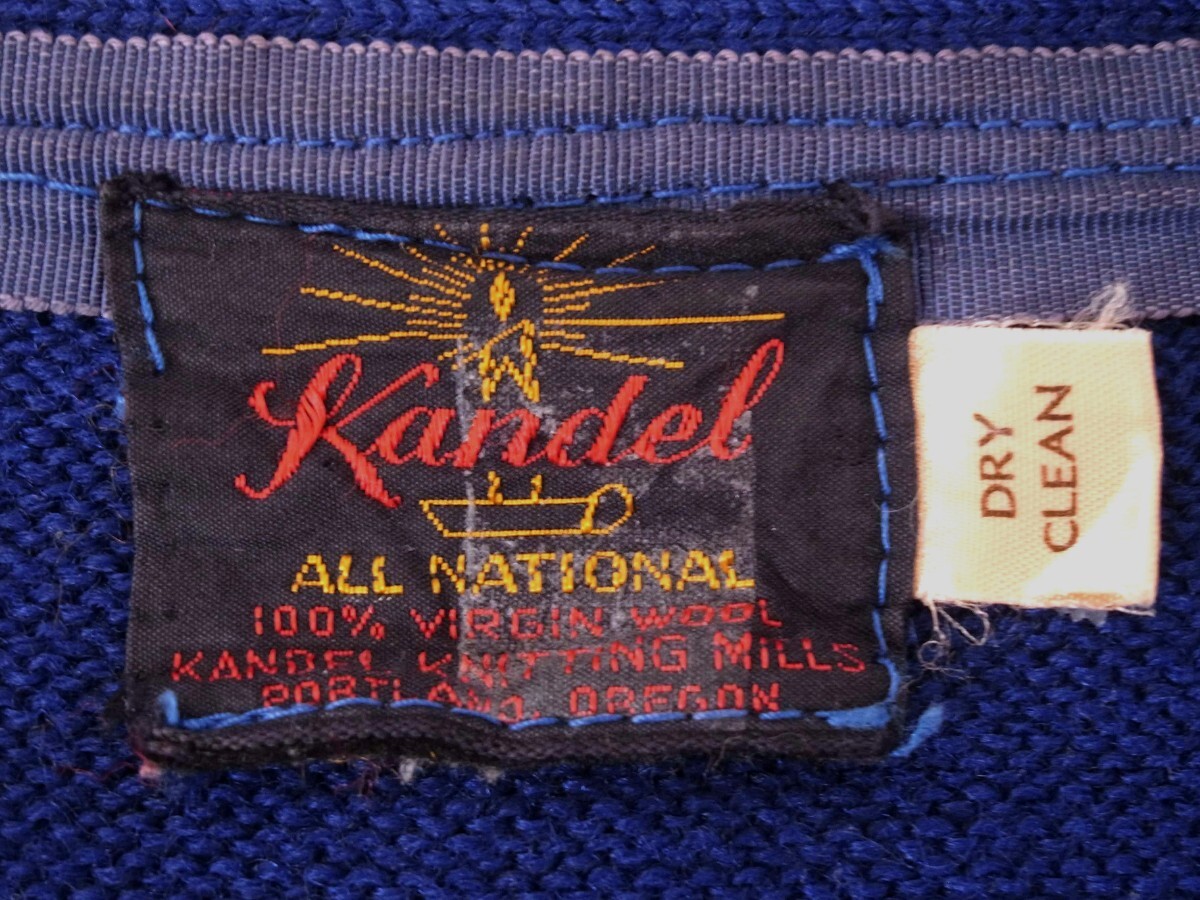 Kandel
ALL NATIONAL
100% VIRGIN WOOL
KANDEL KNITTING MILLS
PORTLAND, OREGON
DRY
CLEAN